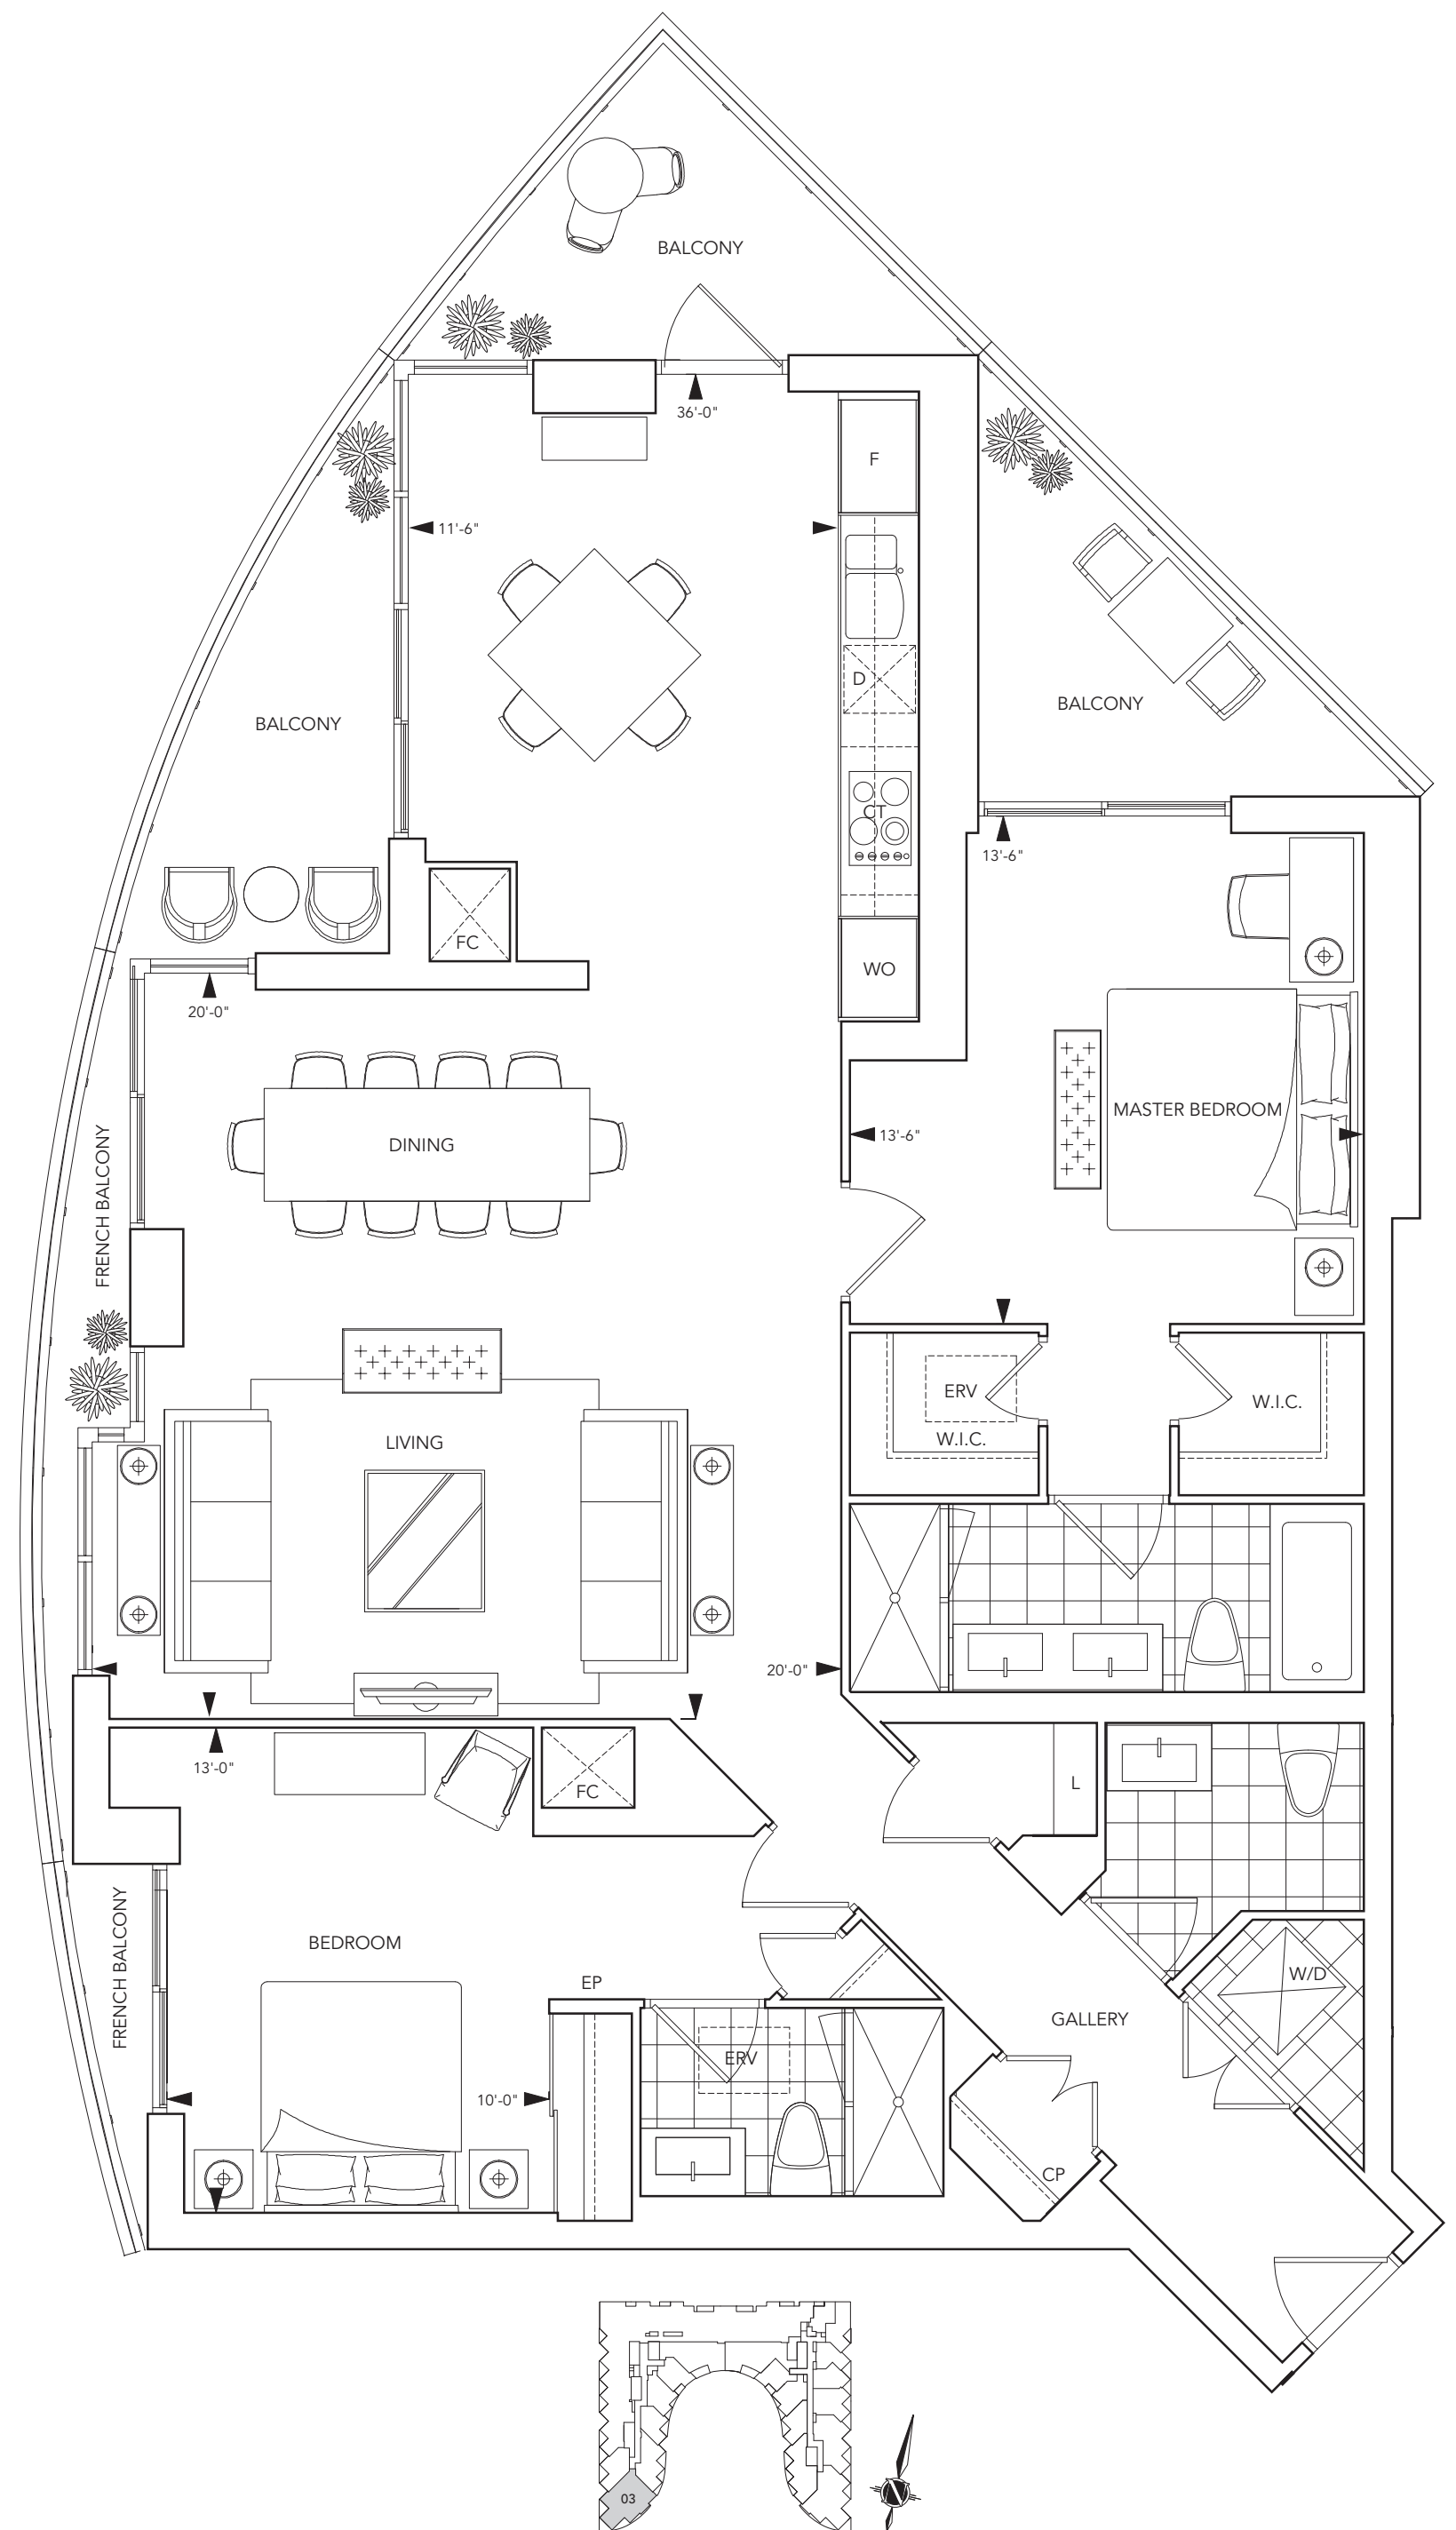 BALCONY
36'-0"
F
11'-6"
D
BALCONY
BALCONY
CT
13'-6"
FC
WO
20'-0"
MASTER BEDROOM
13'-6"
DINING
FRENCH BALCONY
ERV
W.I.C.
W.I.C.
LIVING
20'-0"
13'-0"
FC
L
BEDROOM
FRENCH BALCONY
EP
W/D
GALLERY
ERV
10'-0"
CP
03
N